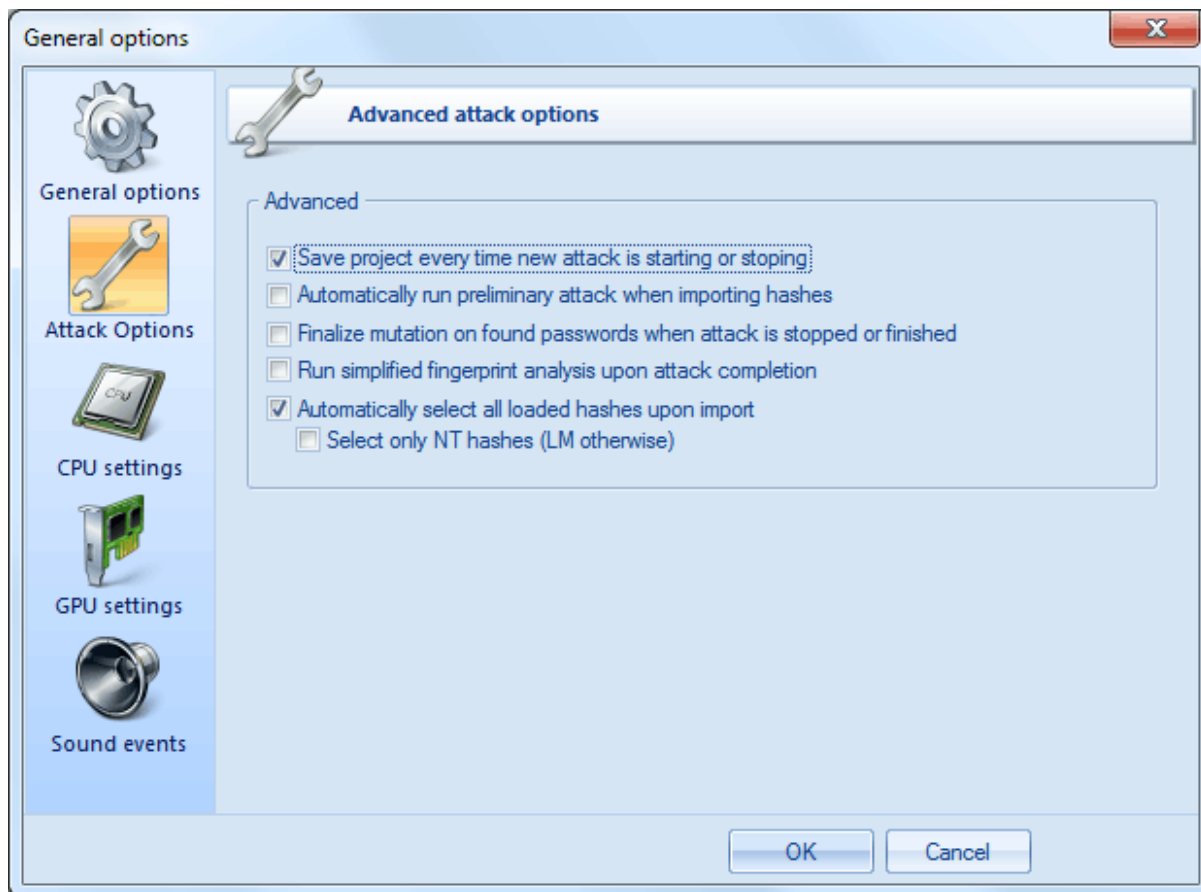 General options
X
General options
Attack Options
CPU
CPU settings
GPU settings
Sound events
Advanced attack options
Advanced
Save project every time new attack is starting or stoping
Automatically run preliminary attack when importing hashes
Finalize mutation on found passwords when attack is stopped or finished
Run simplified fingerprint analysis upon attack completion
Automatically select all loaded hashes upon import
Select only NT hashes (LM otherwise)
OK
Cancel